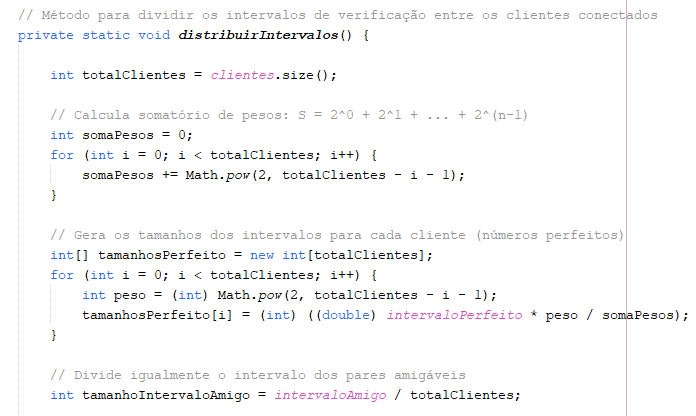 // Método para dividir os intervalos de verificação entre os clientes conectados
private static void distribuirIntervalos() {
int totalClientes = clientes.size();
// Calcula somatório de pesos: S = 2^0 + 2^1 + ... + 2^(n-1)
int somaPesos = 0;
for (int i = 0; i < totalClientes; i++) {
somaPesos += Math.pow(2, totalClientes - i - 1);
}
// Gera os tamanhos dos intervalos para cada cliente (números perfeitos)
int[] tamanhosPerfeito = new int[totalClientes];
for (int i = 0; i < totalClientes; i++) {
int peso = (int) Math.pow(2, totalClientes - i - 1);
tamanhosPerfeito[i] = (int) ((double) intervaloPerfeito * peso / somaPesos);
}
// Divide igualmente o intervalo dos pares amigáveis
int tamanhoIntervaloAmigo = intervaloAmigo / totalClientes;